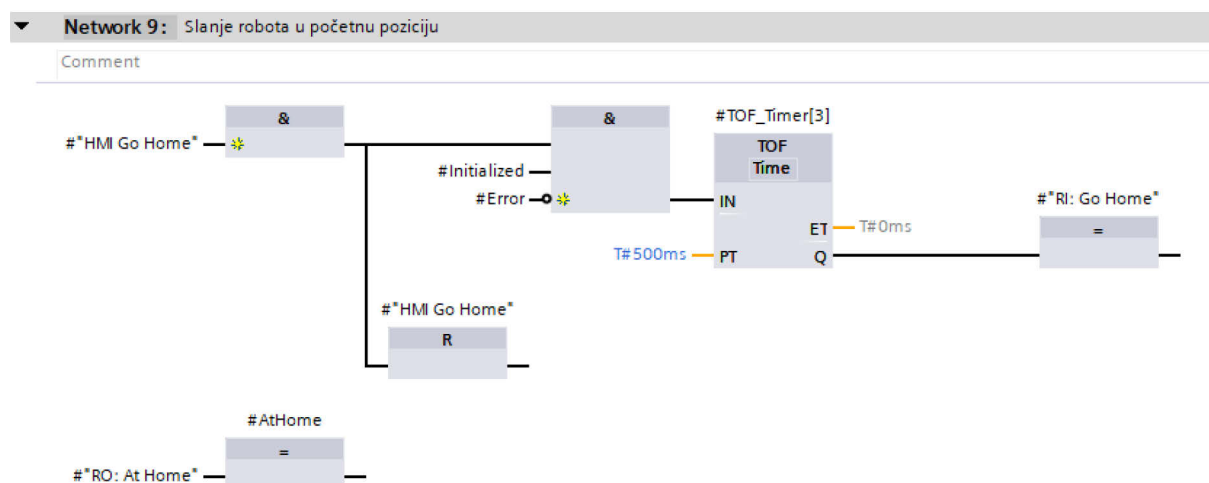 Network 9: Slanje robota u početnu poziciju
Comment
&
#"HMI Go Home"
&
#Initialized
#Error
#TOF_Timer[3]
TOF
Time
IN
ET
T#0ms
T#500ms
PT
Q
#"RI: Go Home"
=
#"HMI Go Home"
R
#AtHome
=
#"RO: At Home"